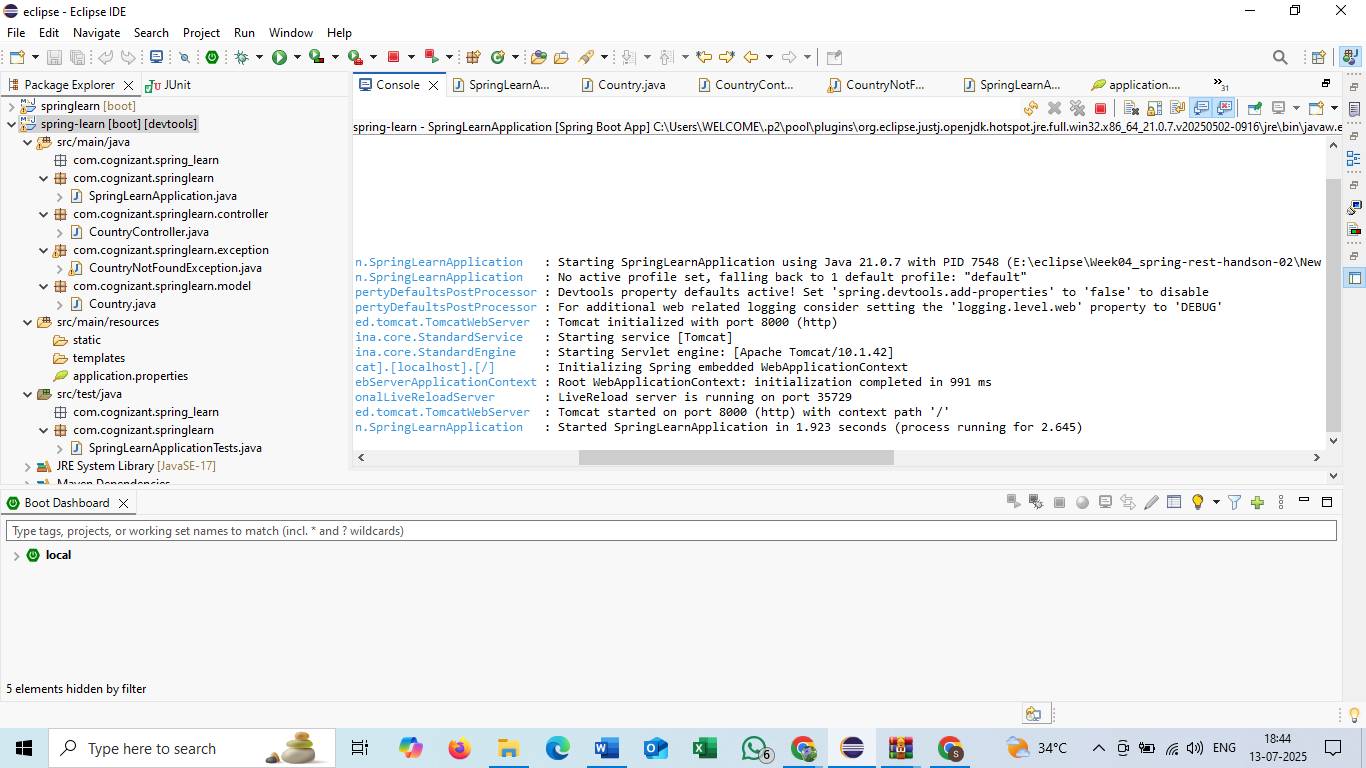 eclipse - Eclipse IDE
File Edit Navigate Search Project Run Window Help
Package Explorer JUnit
springlearn [boot]
spring-learn [boot] [devtools]
src/main/java
com.cognizant.spring_learn
com.cognizant.springlearn
SpringLearnApplication.java
com.cognizant.springlearn.controller
CountryController.java
com.cognizant.springlearn.exception
CountryNotFoundException.java
com.cognizant.springlearn.model
Country.java
src/main/resources
static
templates
application.properties
src/test/java
com.cognizant.spring_learn
com.cognizant.springlearn
SpringLearnApplicationTests.java
JRE System Library [JavaSE-17]
Maven Dependencies
Console SpringLearnA... Country.java CountryCont... CountryNotF... SpringLearnA... application.... 31
spring-learn - SpringLearnApplication [Spring Boot App] C:\Users\WELCOME\.p2\pool\plugins\org.eclipse.justj.openjdk.hotspot.jre.full.win32.x86_64_21.0.7.v20250502-0916\jre\bin\javaw.e
n.SpringLearnApplication : Starting SpringLearnApplication using Java 21.0.7 with PID 7548 (E:\eclipse\Week04_spring-rest-handson-02\New
n.SpringLearnApplication : No active profile set, falling back to 1 default profile: "default"
pertyDefaultsPostProcessor : Devtools property defaults active! Set 'spring.devtools.add-properties' to 'false' to disable
pertyDefaultsPostProcessor : For additional web related logging consider setting the 'logging.level.web' property to 'DEBUG'
ed.tomcat.TomcatWebServer : Tomcat initialized with port 8000 (http)
ina.core.StandardService : Starting service [Tomcat]
ina.core.StandardEngine : Starting Servlet engine: [Apache Tomcat/10.1.42]
cat].[localhost].[/] : Initializing Spring embedded WebApplicationContext
ebServerApplicationContext : Root WebApplicationContext: initialization completed in 991 ms
onalLiveReloadServer : LiveReload server is running on port 35729
ed.tomcat.TomcatWebServer : Tomcat started on port 8000 (http) with context path '/'
n.SpringLearnApplication : Started SpringLearnApplication in 1.923 seconds (process running for 2.645)
Boot Dashboard
Type tags, projects, or working set names to match (incl. * and ? wildcards)
local
5 elements hidden by filter
Type here to search
6
S
34°C
ENG
18:44
13-07-2025